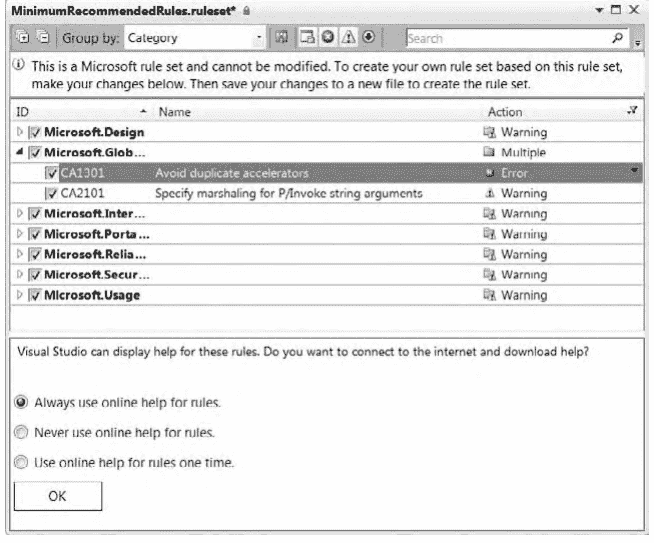 MinimumRecommendedRules.ruleset*
Group by: Category Search
This is a Microsoft rule set and cannot be modified. To create your own rule set based on this rule set,
make your changes below. Then save your changes to a new file to create the rule set.
ID Name Action
Microsoft.Design Warning
Microsoft.Glob... Multiple
CA1301 Avoid duplicate accelerators Error
CA2101 Specify marshaling for P/Invoke string arguments Warning
Microsoft.Inter... Warning
Microsoft.Porta... Warning
Microsoft.Relia... Warning
Microsoft.Secur... Warning
Microsoft.Usage Warning
Visual Studio can display help for these rules. Do you want to connect to the internet and download help?
Always use online help for rules.
Never use online help for rules.
Use online help for rules one time.
OK